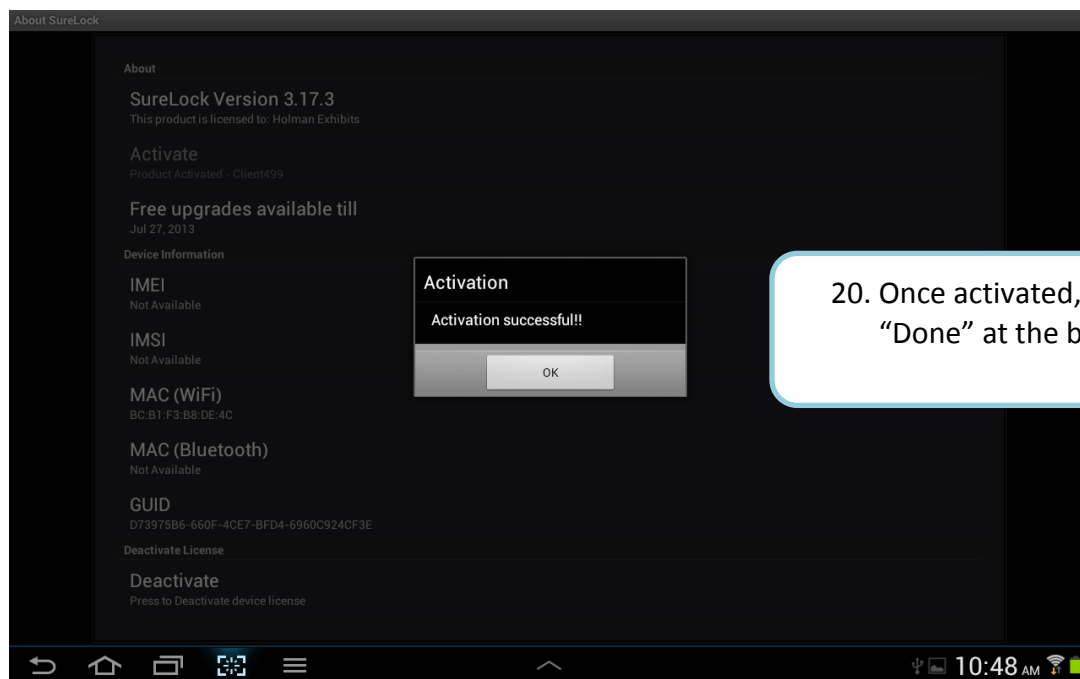 About SureLock
About
SureLock Version 3.17.3
This product is licensed to: Holman Exhibits
Activate
Product Activated - Client499
Free upgrades available till
Jul 27, 2013
Device Information
IMEI
Not Available
IMSI
Not Available
MAC (WiFi)
BC:B1:F3:B8:DE:4C
MAC (Bluetooth)
Not Available
GUID
D73975B6-660F-4CE7-BFD4-6960C924CF3E
Deactivate License
Deactivate
Press to Deactivate device license
Activation
Activation successful!!
OK
20. Once activated,
“Done” at the b
10:48 AM